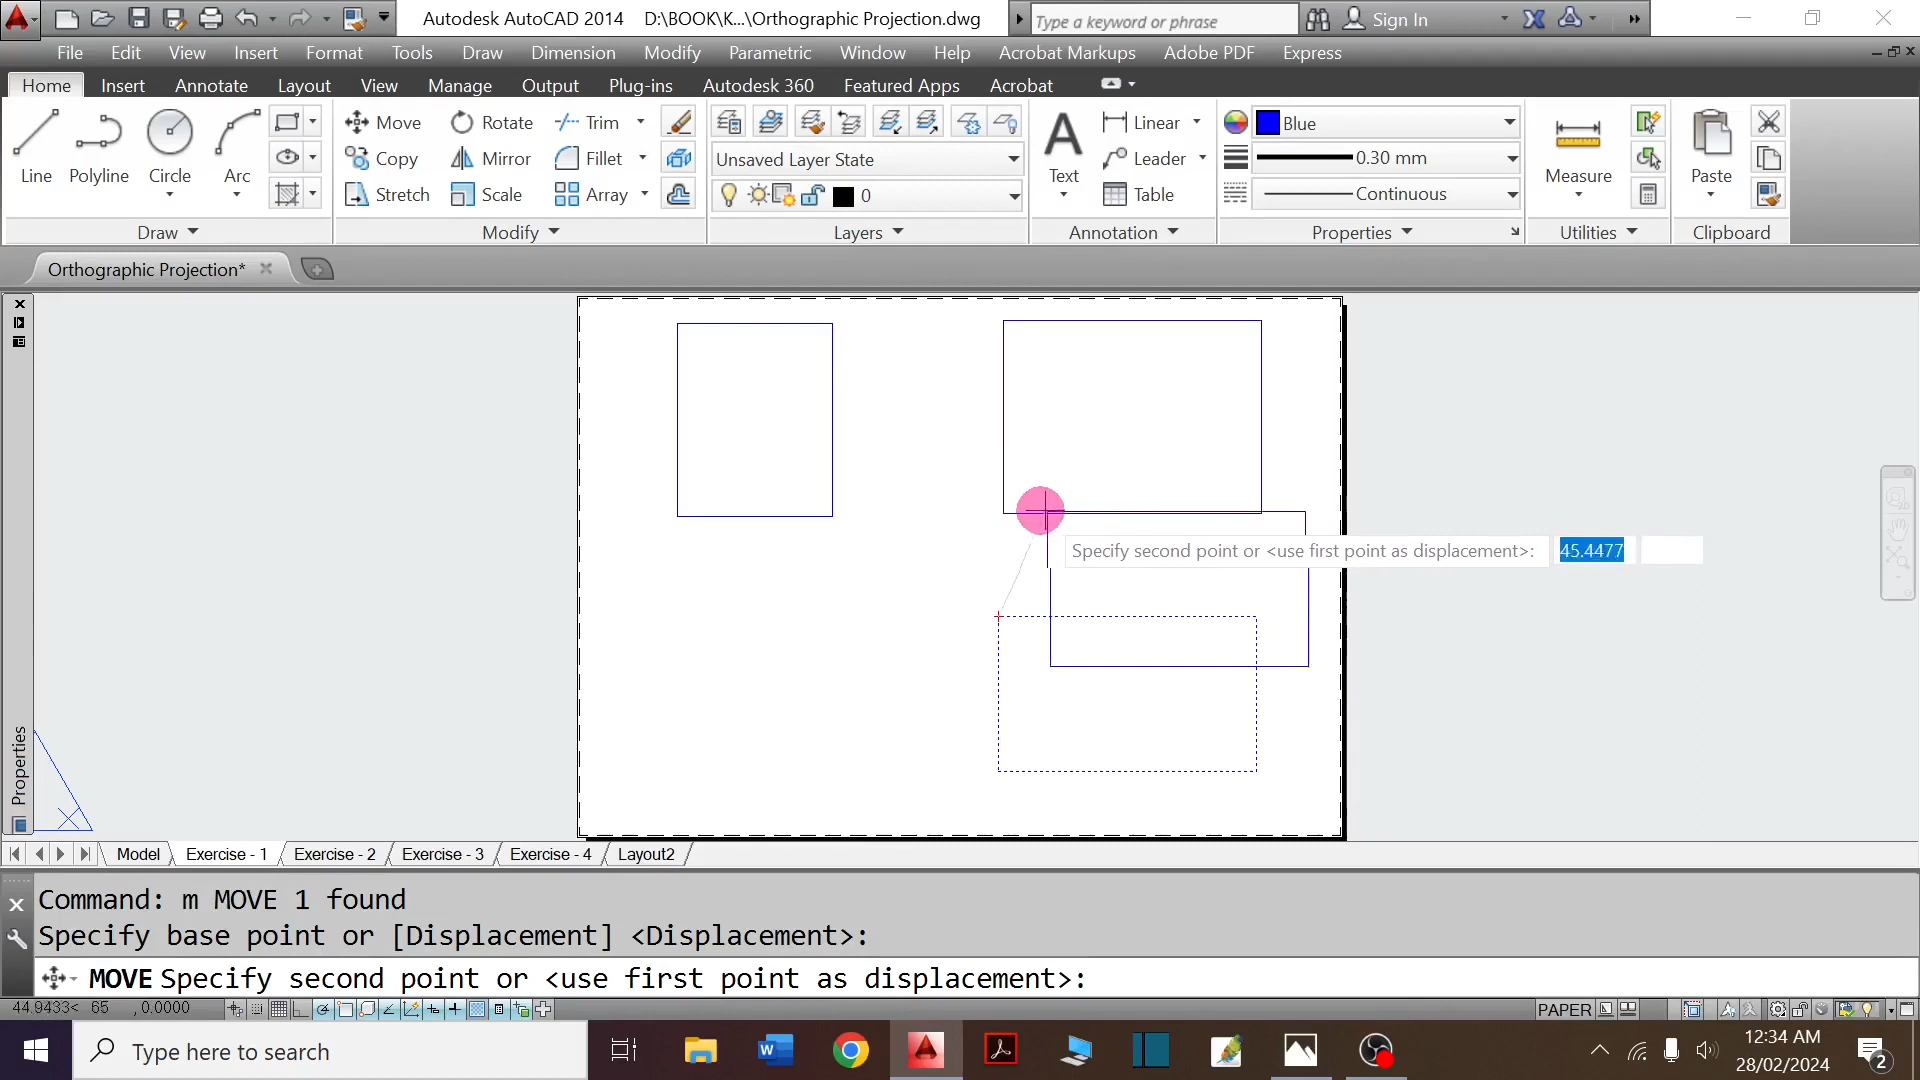 Autodesk AutoCAD 2014 D:\BOOK\K...\Orthographic Projection.dwg Type a keyword or phrase Sign In
File Edit View Insert Format Tools Draw Dimension Modify Parametric Window Help Acrobat Markups Adobe PDF Express
Home Insert Annotate Layout View Manage Output Plug-ins Autodesk 360 Featured Apps Acrobat
Move Rotate Trim A Linear Blue
Line Polyline Circle Arc Copy Mirror Fillet Unsaved Layer State Text Leader 0.30 mm Measure Paste
Stretch Scale Array 0 Table Continuous
Draw Modify Layers Annotation Properties Utilities Clipboard
Orthographic Projection*
Specify second point or <use first point as displacement>: 45.4477
Properties
Model Exercise - 1 Exercise - 2 Exercise - 3 Exercise - 4 Layout2
Command: m MOVE 1 found
Specify base point or [Displacement] <Displacement>:
MOVE Specify second point or <use first point as displacement>:
44.9433< 65 , 0.0000 PAPER
Type here to search
12:34 AM
28/02/2024
2